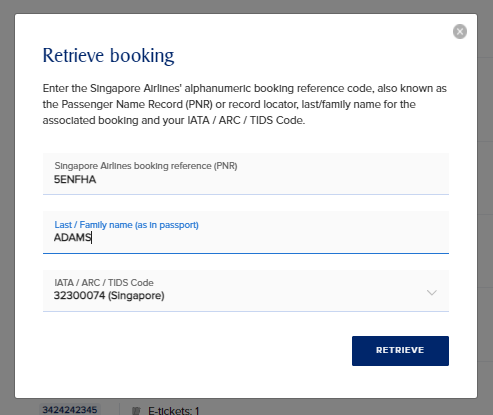 Retrieve booking
Enter the Singapore Airlines' alphanumeric booking reference code, also known as
the Passenger Name Record (PNR) or record locator, last/family name for the
associated booking and your IATA / ARC / TIDS Code.
Singapore Airlines booking reference (PNR)
5ENFHA
Last / Family name (as in passport)
ADAMS
IATA / ARC / TIDS Code
32300074 (Singapore)
RETRIEVE
3424242345 E-tickets: 1